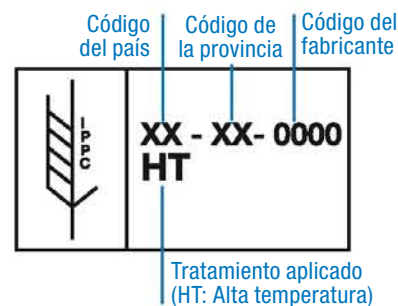 Código
del país
Código de
la provincia
Código del
fabricante
IPPC
XX - XX- 0000
HT
Tratamiento aplicado
(HT: Alta temperatura)